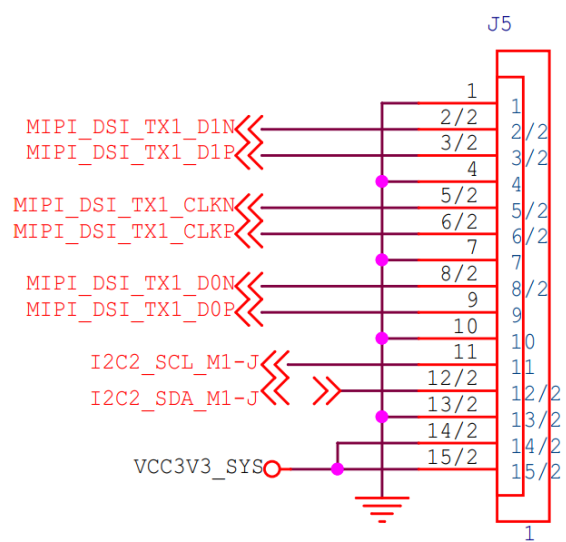 J5
1 1
MIPI_DSI_TX1_D1N 2/2 2/2
MIPI_DSI_TX1_D1P 3/2 3/2
4 4
MIPI_DSI_TX1_CLKN 5/2 5/2
MIPI_DSI_TX1_CLKP 6/2 6/2
7 7
MIPI_DSI_TX1_D0N 8/2 8/2
MIPI_DSI_TX1_D0P 9 9
10 10
I2C2_SCL_M1-J 11 11
I2C2_SDA_M1-J 12/2 12/2
13/2 13/2
14/2 14/2
VCC3V3_SYS 15/2 15/2
1